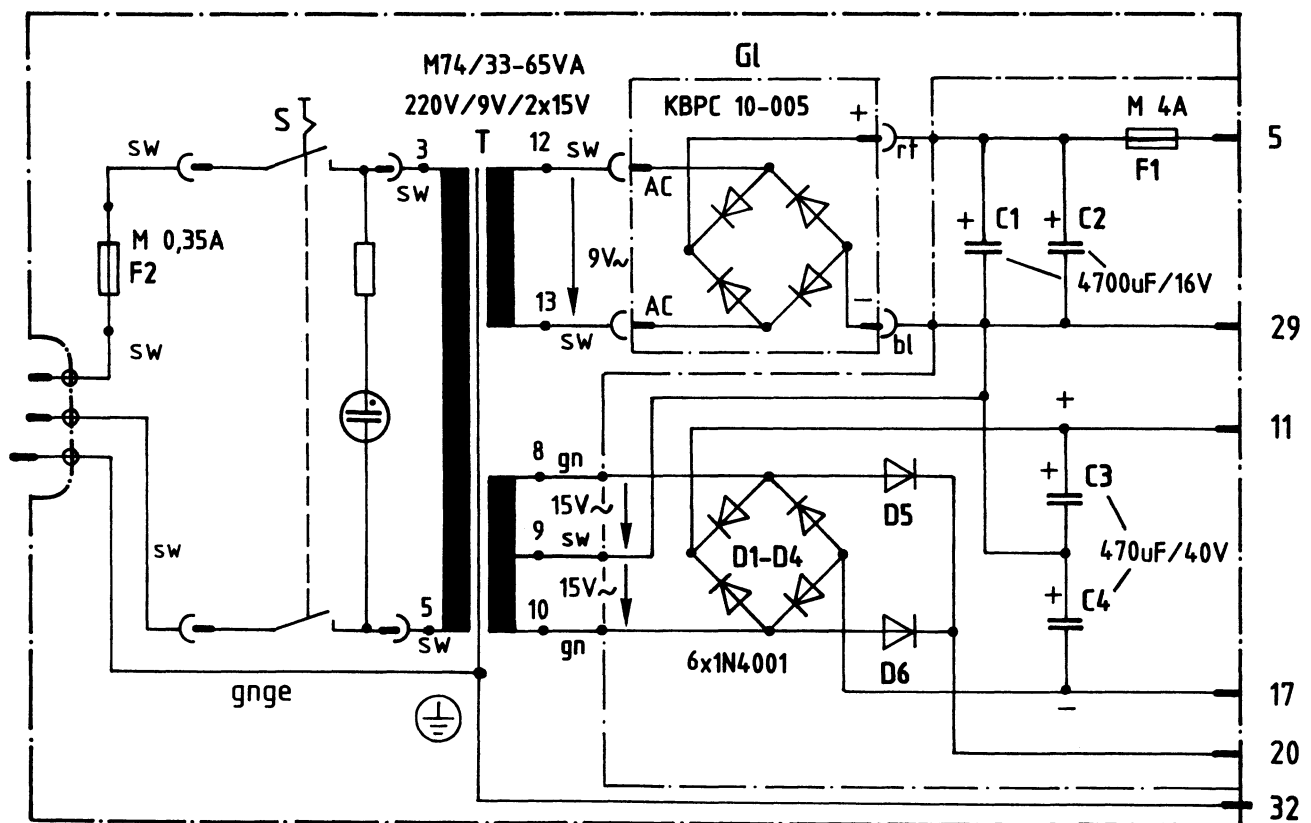 Gl
M74/33-65VA
220V/9V/2x15V
KBPC 10-005
M 4A
F1
S
T
SW
3
SW
12
SW
AC
+
rf
5
M 0,35A
F2
9V~
+
C1
+
C2
4700uF/16V
13
SW
AC
−
bl
29
SW
+
11
8
gn
15V~
9
SW
15V~
10
gn
D1-D4
D5
D6
6x1N4001
+
C3
470uF/40V
+
C4
−
SW
5
SW
gnge
17
20
32